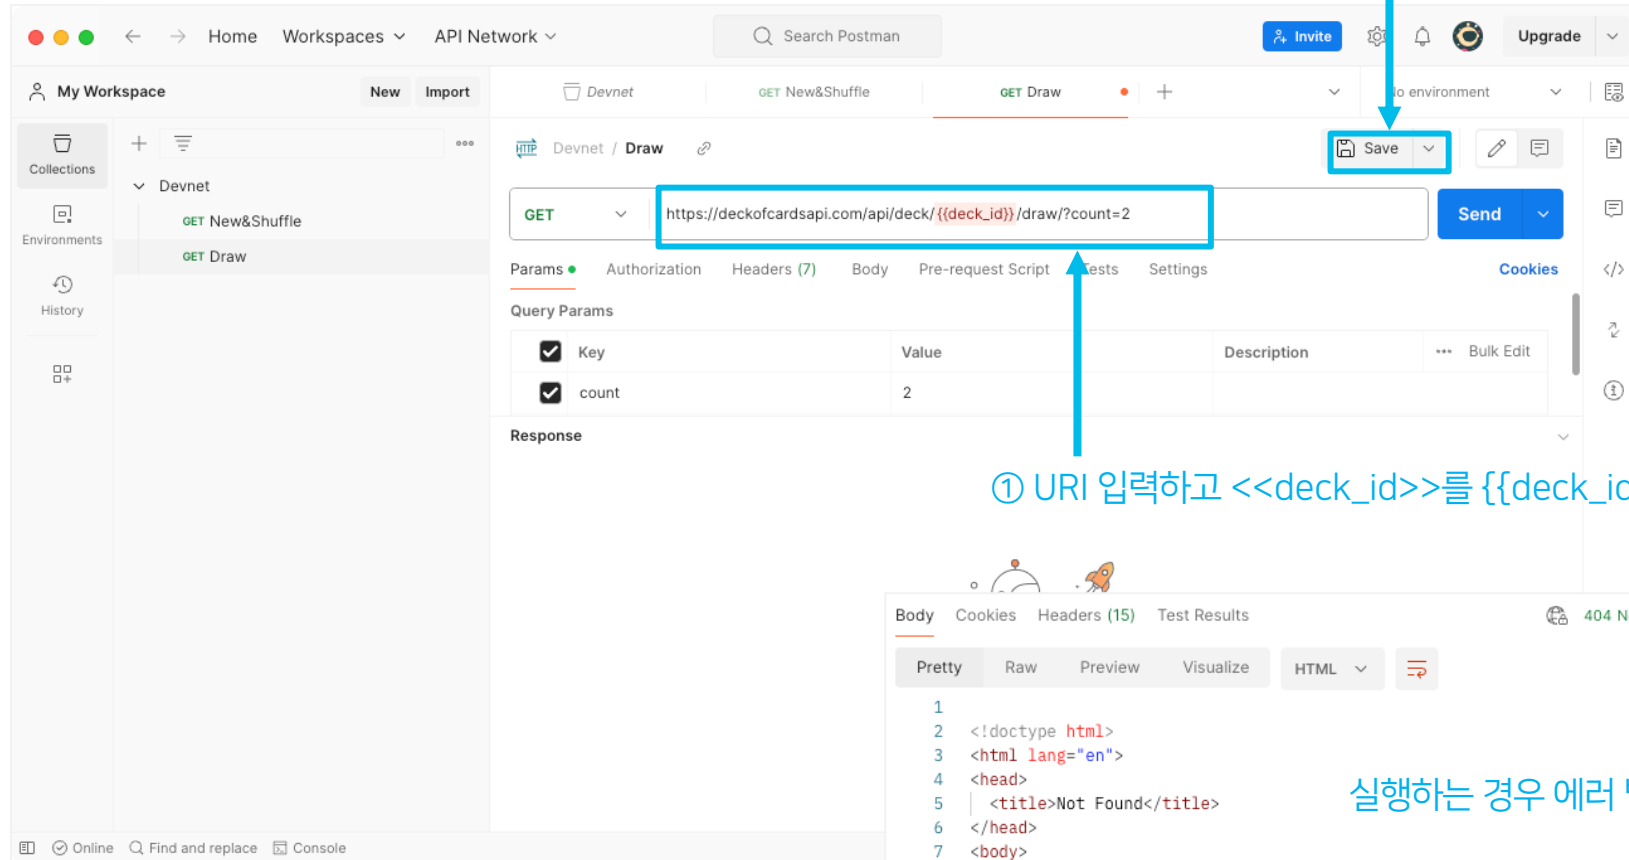 Home Workspaces API Network Search Postman Invite Upgrade
My Workspace New Import Devnet GET New&Shuffle GET Draw No environment
Collections
Devnet
GET New&Shuffle
GET Draw
Environments
History
HTTP Devnet / Draw Save
GET https://deckofcardsapi.com/api/deck/{{deck_id}}/draw/?count=2 Send
Params Authorization Headers (7) Body Pre-request Script Tests Settings Cookies
Query Params
Key Value Description Bulk Edit
count 2
Response
① URI 입력하고 <<deck_id>>를 {{deck_id
Body Cookies Headers (15) Test Results 404 N
Pretty Raw Preview Visualize HTML
1
2 <!doctype html>
3 <html lang="en">
4 <head>
5 <title>Not Found</title>
6 </head>
7 <body>
실행하는 경우 에러
Online Find and replace Console